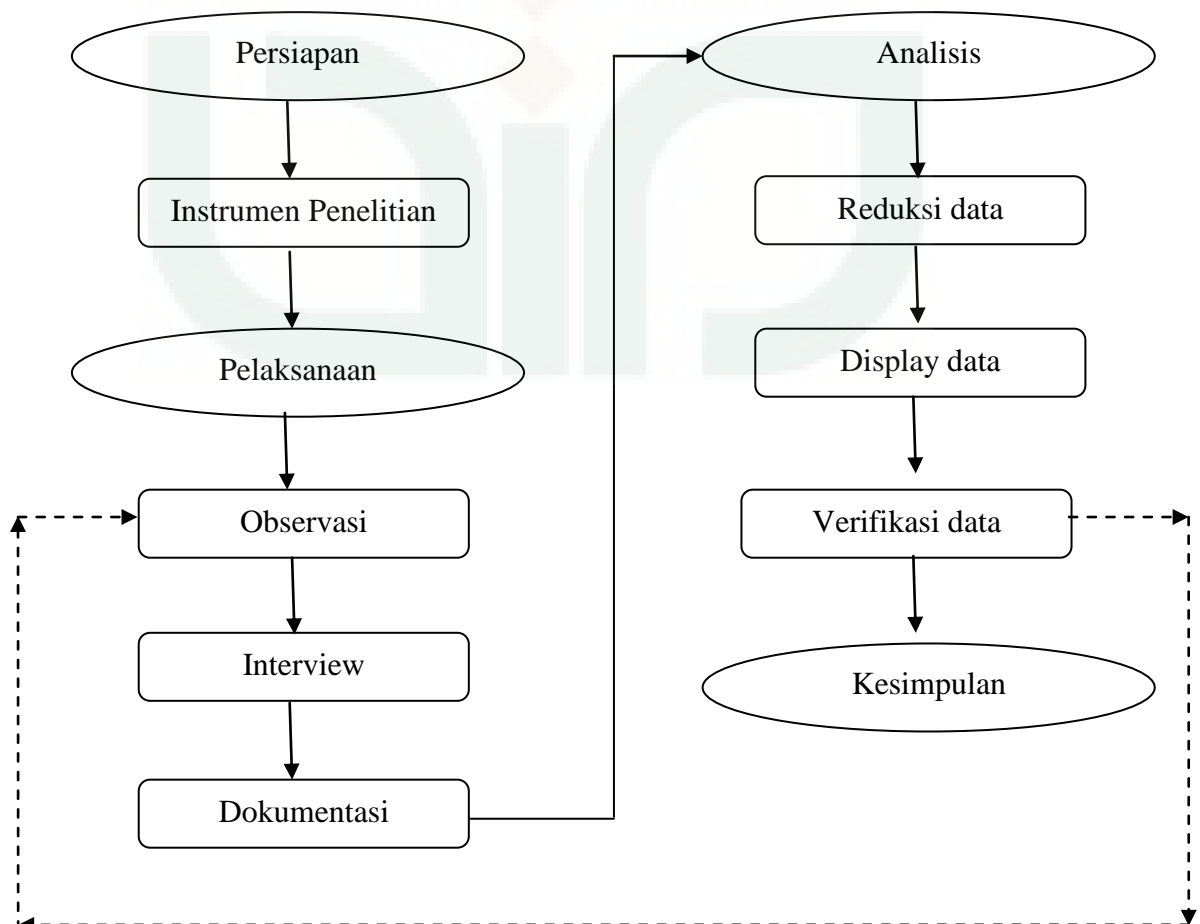 Persiapan
Instrumen Penelitian
Pelaksanaan
Observasi
Interview
Dokumentasi
Analisis
Reduksi data
Display data
Verifikasi data
Kesimpulan